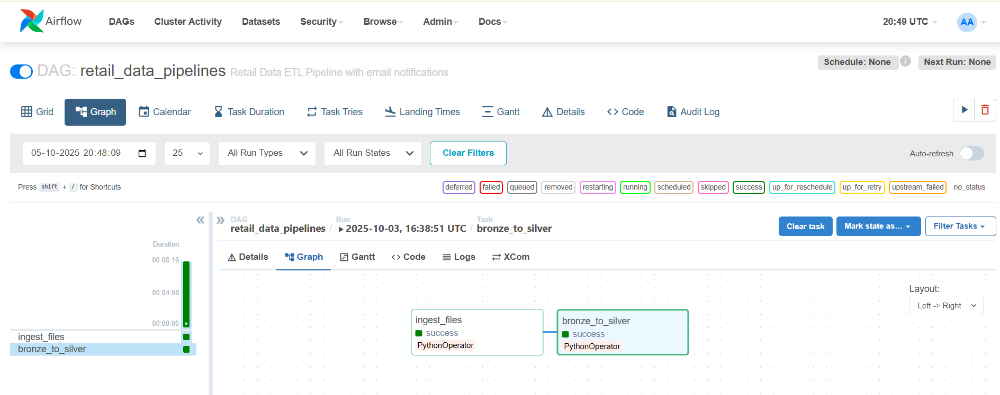 Airflow DAGs Cluster Activity Datasets Security Browse Admin Docs 20:49 UTC AA
DAG: retail_data_pipelines Retail Data ETL Pipeline with email notifications
Schedule: None i Next Run: None
Grid Graph Calendar Task Duration Task Tries Landing Times Gantt Details Code Audit Log
05-10-2025 20:48:09 25 All Run Types All Run States Clear Filters Auto-refresh
Press shift + / for Shortcuts
deferred failed queued removed restarting running scheduled skipped success up_for_reschedule up_for_retry upstream_failed no_status
Duration
00:08:16
00:04:08
00:00:00
ingest_files
bronze_to_silver
DAG Run Task
retail_data_pipelines / 2025-10-03, 16:38:51 UTC / bronze_to_silver
Clear task Mark state as... Filter Tasks
Details Graph Gantt Code Logs XCom
Layout:
Left -> Right
ingest_files
success
PythonOperator
bronze_to_silver
success
PythonOperator